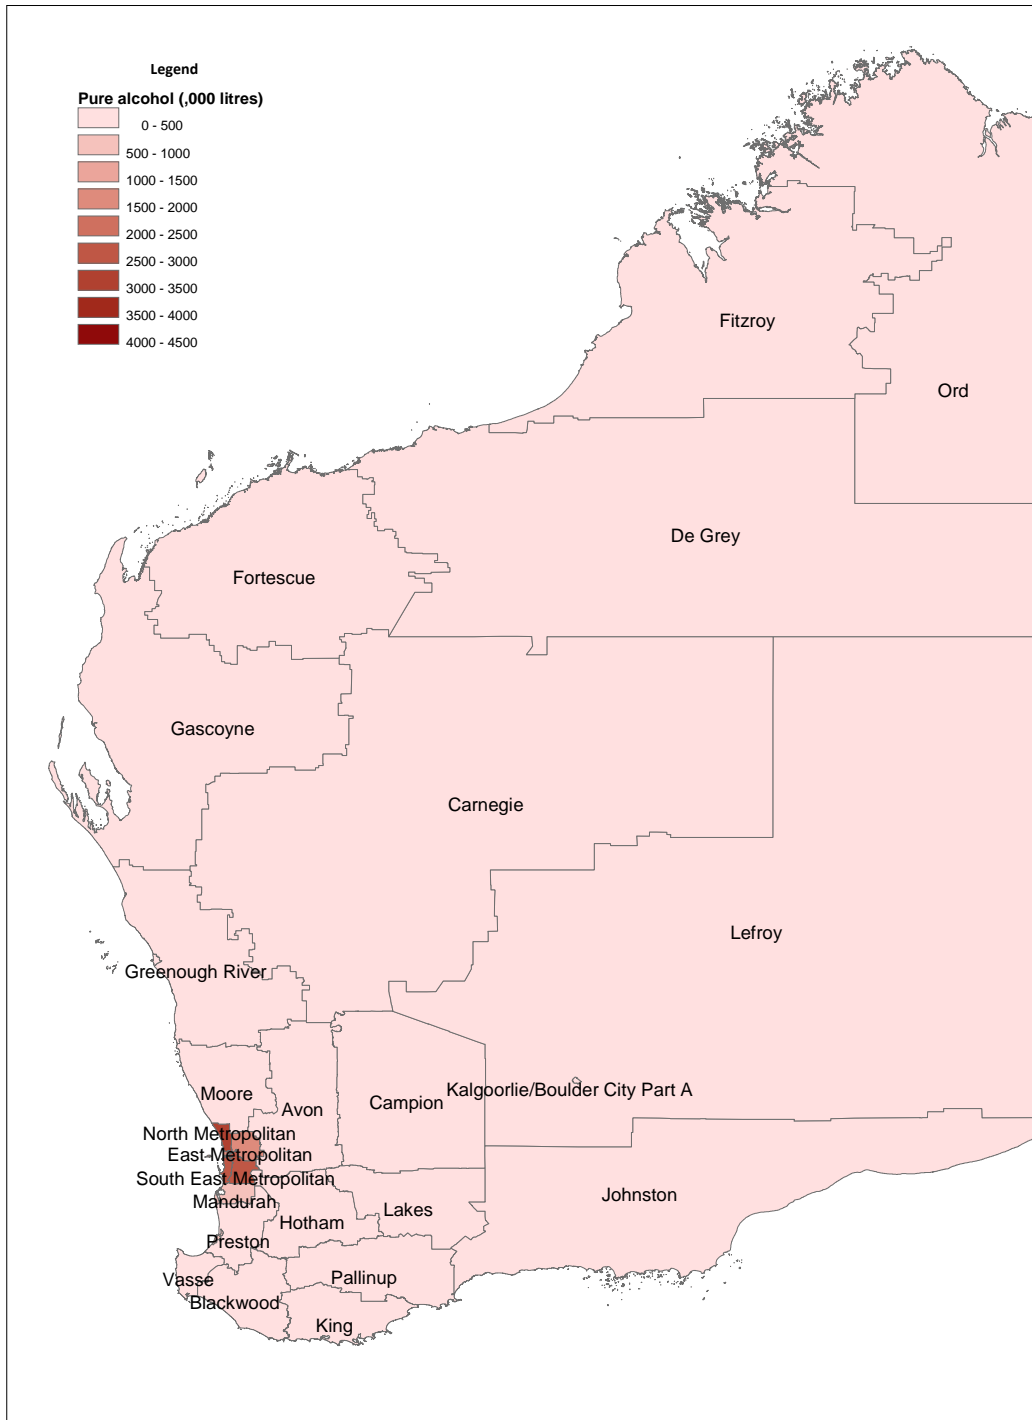 Legend
Pure alcohol (,000 litres)
0 - 500
500 - 1000
1000 - 1500
1500 - 2000
2000 - 2500
2500 - 3000
3000 - 3500
3500 - 4000
4000 - 4500
Fitzroy
Ord
De Grey
Fortescue
Gascoyne
Carnegie
Lefroy
Greenough River
Kalgoorlie/Boulder City Part A
Moore
Campion
Avon
North Metropolitan
East Metropolitan
South East Metropolitan
Johnston
Mandurah
Lakes
Hotham
Preston
Pallinup
Vasse
Blackwood
King